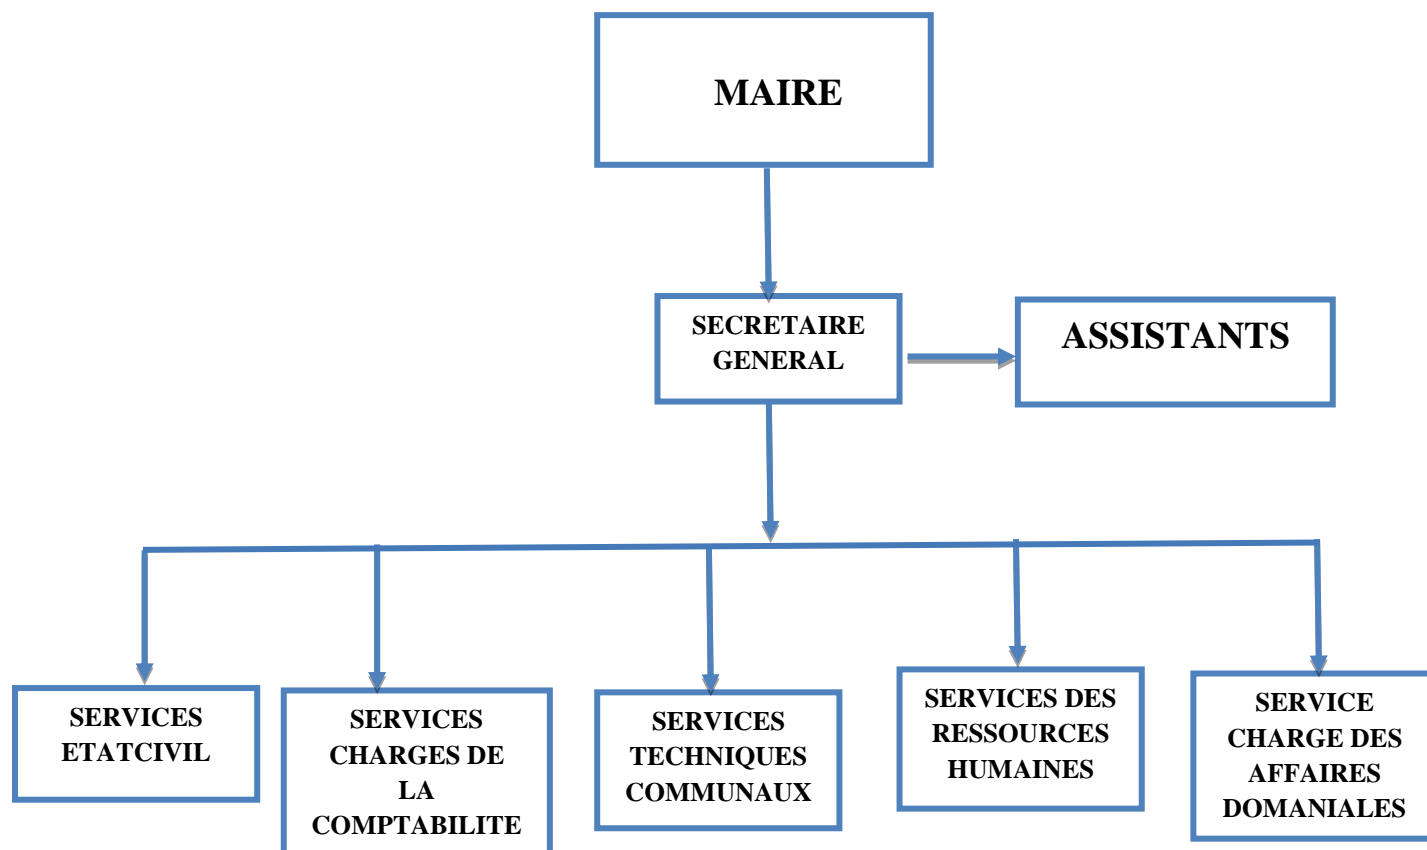 MAIRE
SECRETAIRE
GENERAL
ASSISTANTS
SERVICES
ETATCIVIL
SERVICES
CHARGES DE
LA
COMPTABILITE
SERVICES
TECHNIQUES
COMMUNAUX
SERVICES DES
RESSOURCES
HUMAINES
SERVICE
CHARGE DES
AFFAIRES
DOMANIALES